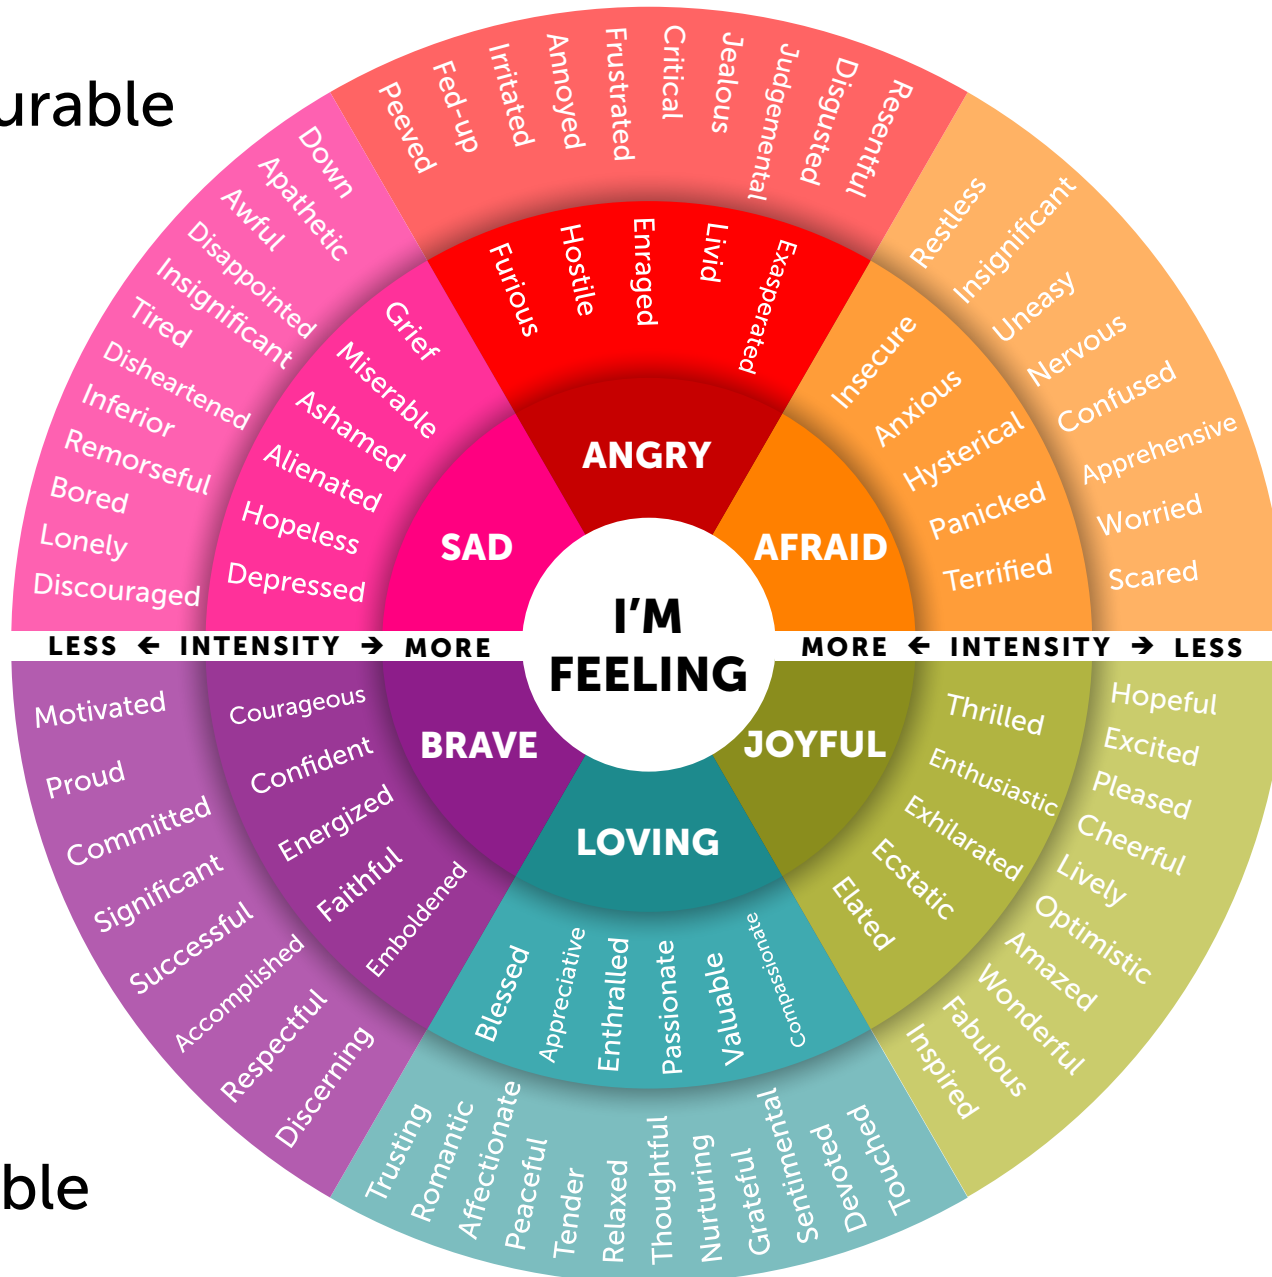 urable
Peeved
Fed-up
Irritated
Annoyed
Frustrated
Critical
Jealous
Judgemental
Disgusted
Resentful
Furious
Hostile
Enraged
Livid
Exasperated
ANGRY
Restless
Insignificant
Uneasy
Nervous
Confused
Apprehensive
Worried
Scared
Insecure
Anxious
Hysterical
Panicked
Terrified
AFRAID
Down
Apathetic
Awful
Disappointed
Insignificant
Tired
Disheartened
Inferior
Remorseful
Bored
Lonely
Discouraged
Grief
Miserable
Ashamed
Alienated
Hopeless
Depressed
SAD
I'M
FEELING
LESS ← INTENSITY → MORE
MORE ← INTENSITY → LESS
Motivated
Proud
Committed
Significant
Successful
Accomplished
Respectful
Discerning
Courageous
Confident
Energized
Faithful
Emboldened
BRAVE
LOVING
Blessed
Appreciative
Enthralled
Passionate
Valuable
Compassionate
Trusting
Romantic
Affectionate
Peaceful
Tender
Relaxed
Thoughtful
Nurturing
Grateful
Sentimental
Devoted
Touched
JOYFUL
Thrilled
Enthusiastic
Exhilarated
Ecstatic
Elated
Hopeful
Excited
Pleased
Cheerful
Lively
Optimistic
Amazed
Wonderful
Fabulous
Inspired
ble